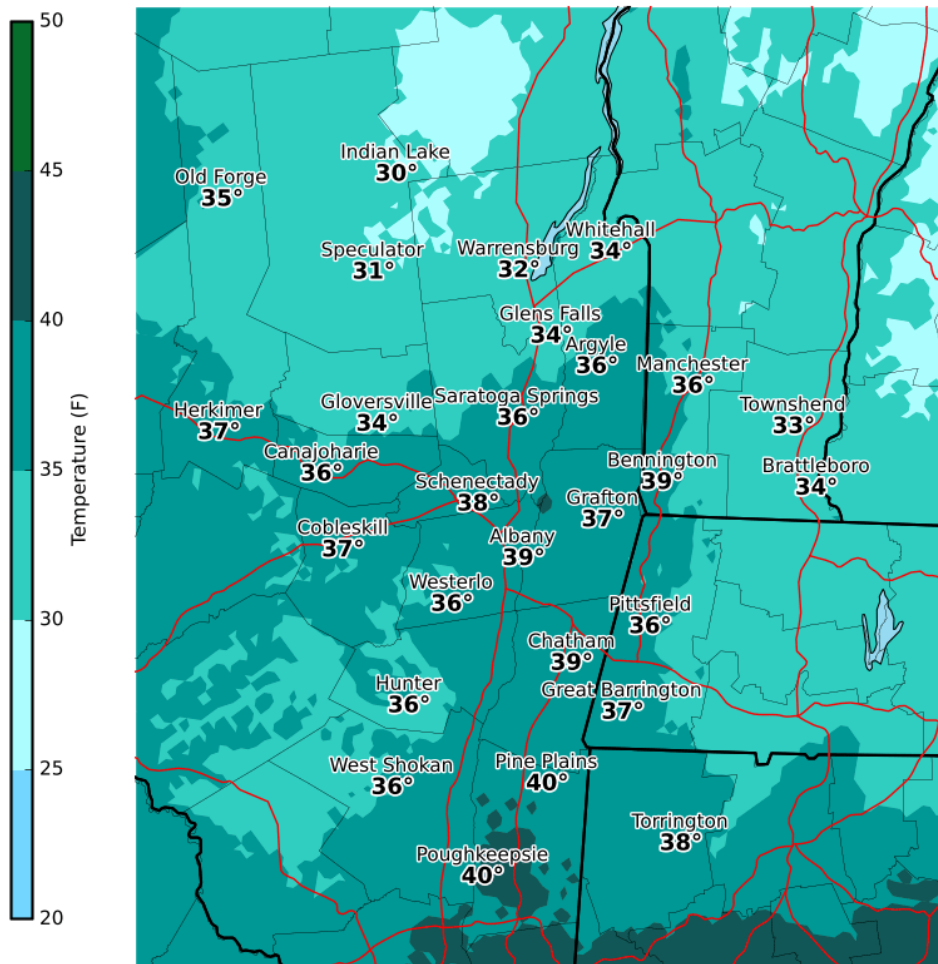 50
45
40
35
30
25
20
Temperature (F)
Indian Lake
30°
Old Forge
35°
Whitehall
34°
Speculator
31°
Warrensburg
32°
Glens Falls
34°
Argyle
36°
Manchester
36°
Saratoga Springs
36°
Gloversville
34°
Herkimer
37°
Townshend
33°
Canajoharie
36°
Bennington
39°
Brattleboro
34°
Schenectady
38°
Grafton
37°
Cobleskill
37°
Albany
39°
Westerlo
36°
Pittsfield
36°
Chatham
39°
Hunter
36°
Great Barrington
37°
West Shokan
36°
Pine Plains
40°
Torrington
38°
Poughkeepsie
40°